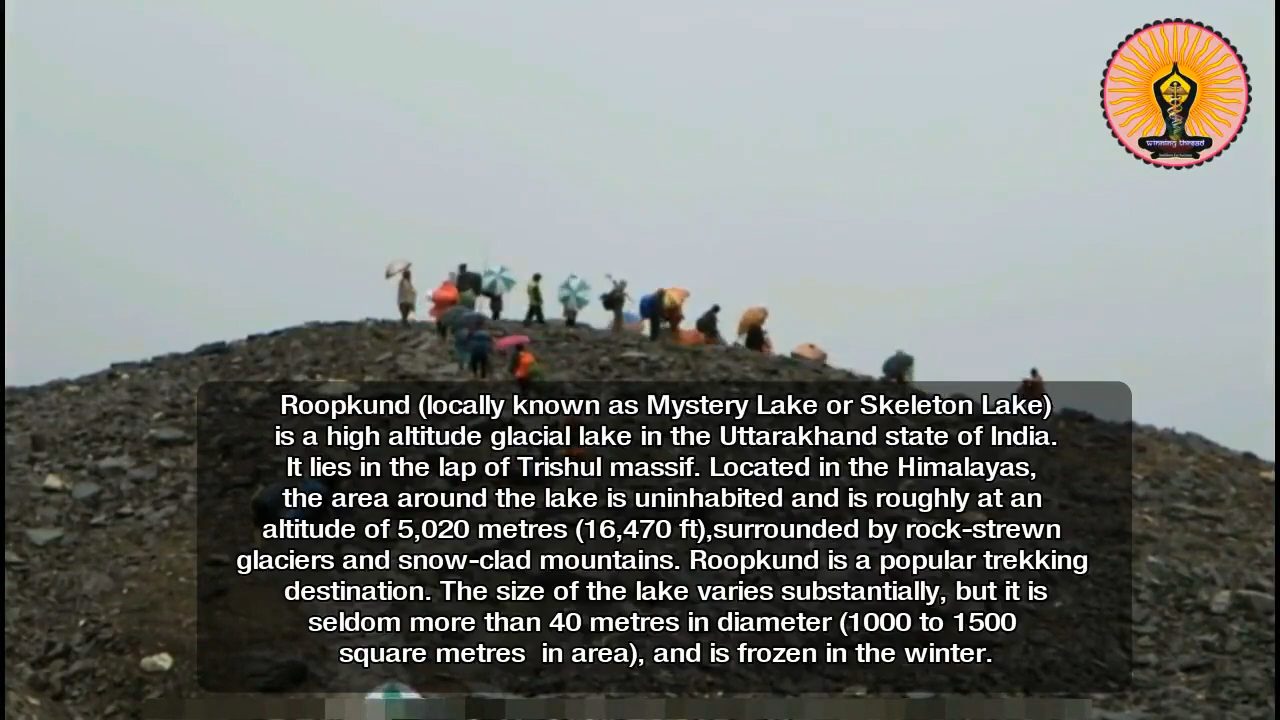 winning thread
Roopkund (locally known as Mystery Lake or Skeleton Lake)
is a high altitude glacial lake in the Uttarakhand state of India.
It lies in the lap of Trishul massif. Located in the Himalayas,
the area around the lake is uninhabited and is roughly at an
altitude of 5,020 metres (16,470 ft),surrounded by rock-strewn
glaciers and snow-clad mountains. Roopkund is a popular trekking
destination. The size of the lake varies substantially, but it is
seldom more than 40 metres in diameter (1000 to 1500
square metres  in area), and is frozen in the winter.